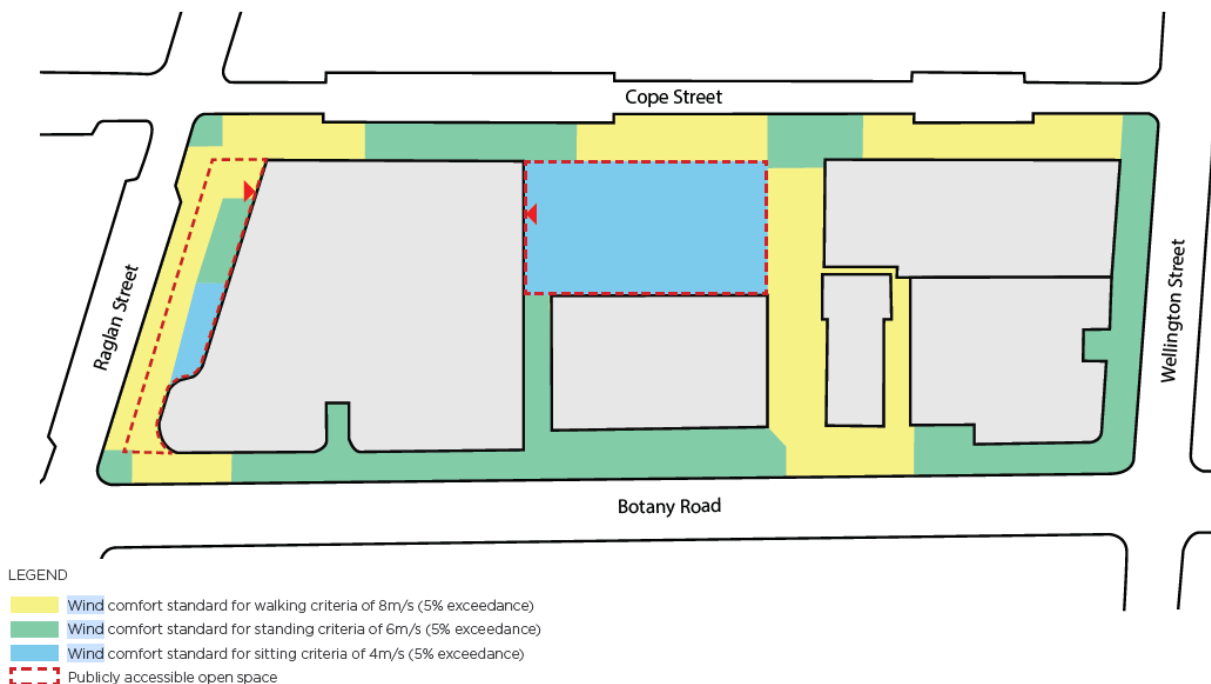 Cope Street
Raglan Street
Wellington Street
Botany Road
LEGEND
Wind comfort standard for walking criteria of 8m/s (5% exceedance)
Wind comfort standard for standing criteria of 6m/s (5% exceedance)
Wind comfort standard for sitting criteria of 4m/s (5% exceedance)
Publicly accessible open space